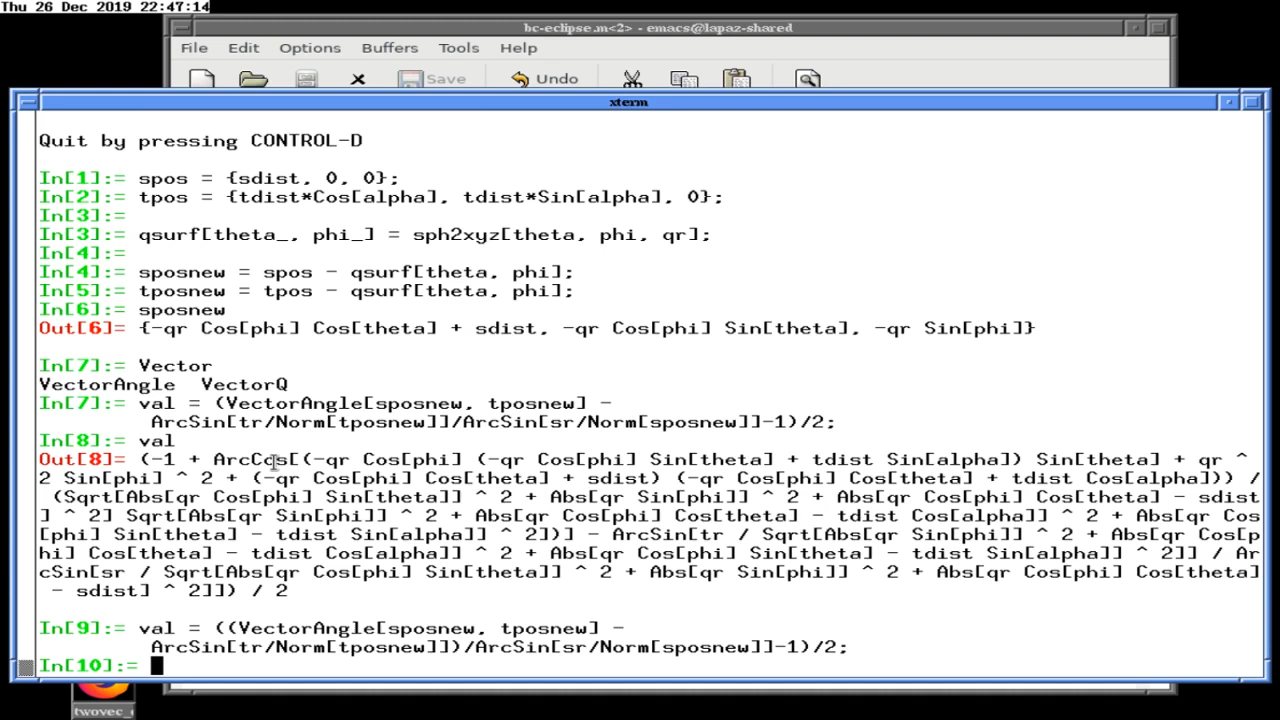 Thu 26 Dec 2019 22:47:14
bc-eclipse.m<2> - emacs@lapaz-shared
File Edit Options Buffers Tools Help
Save Undo
xterm
Quit by pressing CONTROL-D
In[1]:= spos = {sdist, 0, 0};
In[2]:= tpos = {tdist*Cos[alpha], tdist*Sin[alpha], 0};
In[3]:=
In[3]:= qsurf[theta_, phi_] = sph2xyz[theta, phi, qr];
In[4]:=
In[4]:= sposnew = spos - qsurf[theta, phi];
In[5]:= tposnew = tpos - qsurf[theta, phi];
In[6]:= sposnew
Out[6]= {-qr Cos[phi] Cos[theta] + sdist, -qr Cos[phi] Sin[theta], -qr Sin[phi]}
In[7]:= Vector
VectorAngle VectorQ
In[7]:= val = (VectorAngle[sposnew, tposnew] -
ArcSin[tr/Norm[tposnew]]/ArcSin[sr/Norm[sposnew]]-1)/2;
In[8]:= val
Out[8]= (-1 + ArcCos[(-qr Cos[phi] (-qr Cos[phi] Sin[theta] + tdist Sin[alpha]) Sin[theta] + qr ^
2 Sin[phi] ^ 2 + (-qr Cos[phi] Cos[theta] + sdist) (-qr Cos[phi] Cos[theta] + tdist Cos[alpha])) /
(Sqrt[Abs[qr Cos[phi] Sin[theta]] ^ 2 + Abs[qr Sin[phi]] ^ 2 + Abs[qr Cos[phi] Cos[theta] - sdist
] ^ 2] Sqrt[Abs[qr Sin[phi]] ^ 2 + Abs[qr Cos[phi] Cos[theta] - tdist Cos[alpha]] ^ 2 + Abs[qr Cos
[phi] Sin[theta] - tdist Sin[alpha]] ^ 2])] - ArcSin[tr / Sqrt[Abs[qr Sin[phi]] ^ 2 + Abs[qr Cos[p
hi] Cos[theta] - tdist Cos[alpha]] ^ 2 + Abs[qr Cos[phi] Sin[theta] - tdist Sin[alpha]] ^ 2]] / Ar
cSin[sr / Sqrt[Abs[qr Cos[phi] Sin[theta]] ^ 2 + Abs[qr Sin[phi]] ^ 2 + Abs[qr Cos[phi] Cos[theta]
- sdist] ^ 2]]) / 2
In[9]:= val = ((VectorAngle[sposnew, tposnew] -
ArcSin[tr/Norm[tposnew]])/ArcSin[sr/Norm[sposnew]]-1)/2;
In[10]:=
twovec_